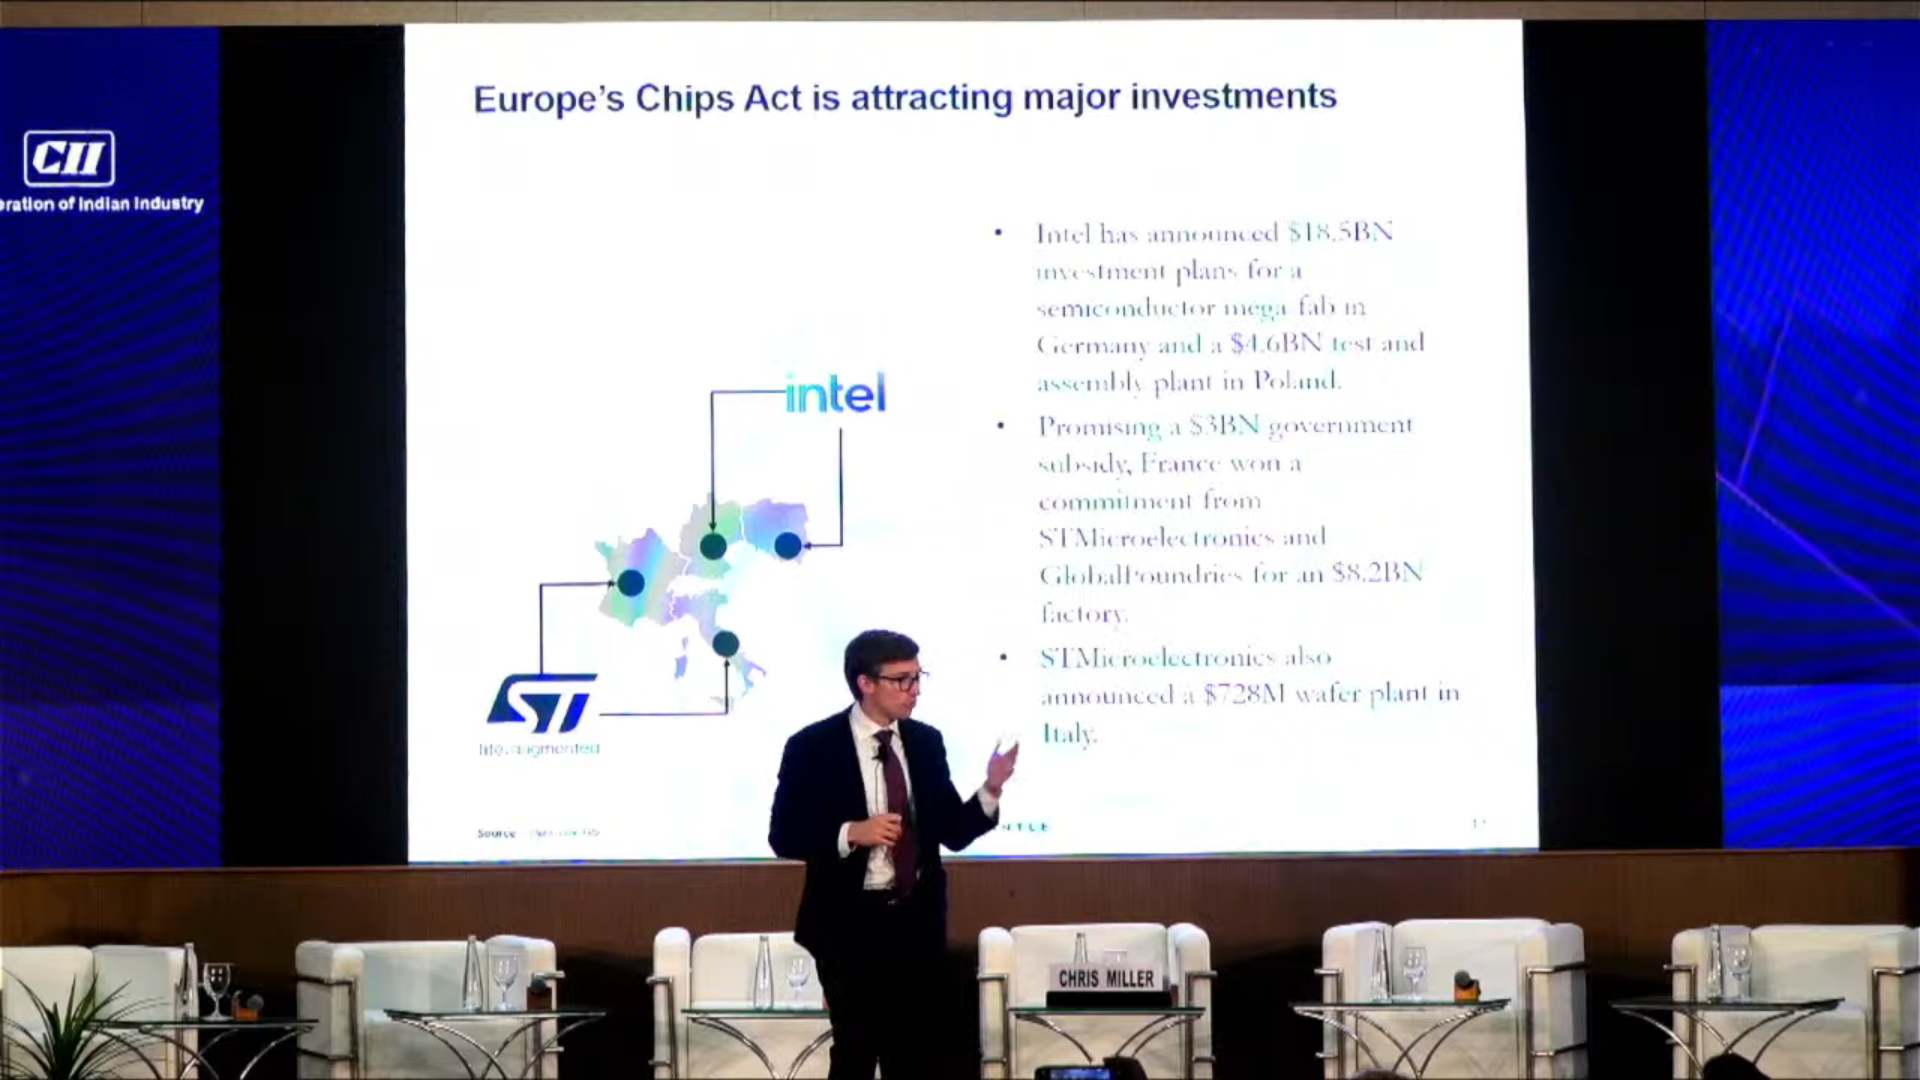 Europe's Chips Act is attracting major investments
CII
eration of Indian Industry
• Intel has announced $18.5BN
investment plans for a
semiconductor mega fab in
Germany and a $4.6BN test and
assembly plant in Poland.
• Promising a $3BN government
subsidy, France won a
commitment from
STMicroelectronics and
GlobalFoundries for an $8.2BN
factory.
• STMicroelectronics also
announced a $728M wafer plant in
Italy.
intel
ST
life.augmented
Source
CHRIS MILLER